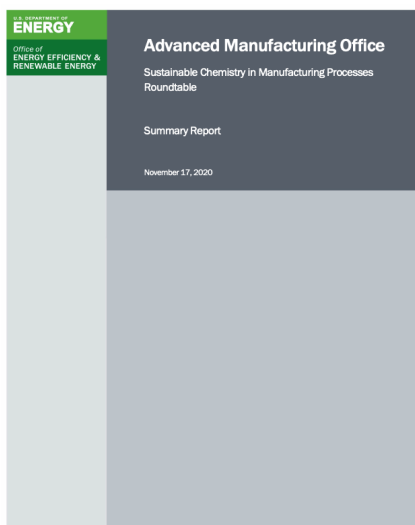 U.S. DEPARTMENT OF
ENERGY
Office of
ENERGY EFFICIENCY &
RENEWABLE ENERGY
Advanced Manufacturing Office
Sustainable Chemistry in Manufacturing Processes
Roundtable
Summary Report
November 17, 2020